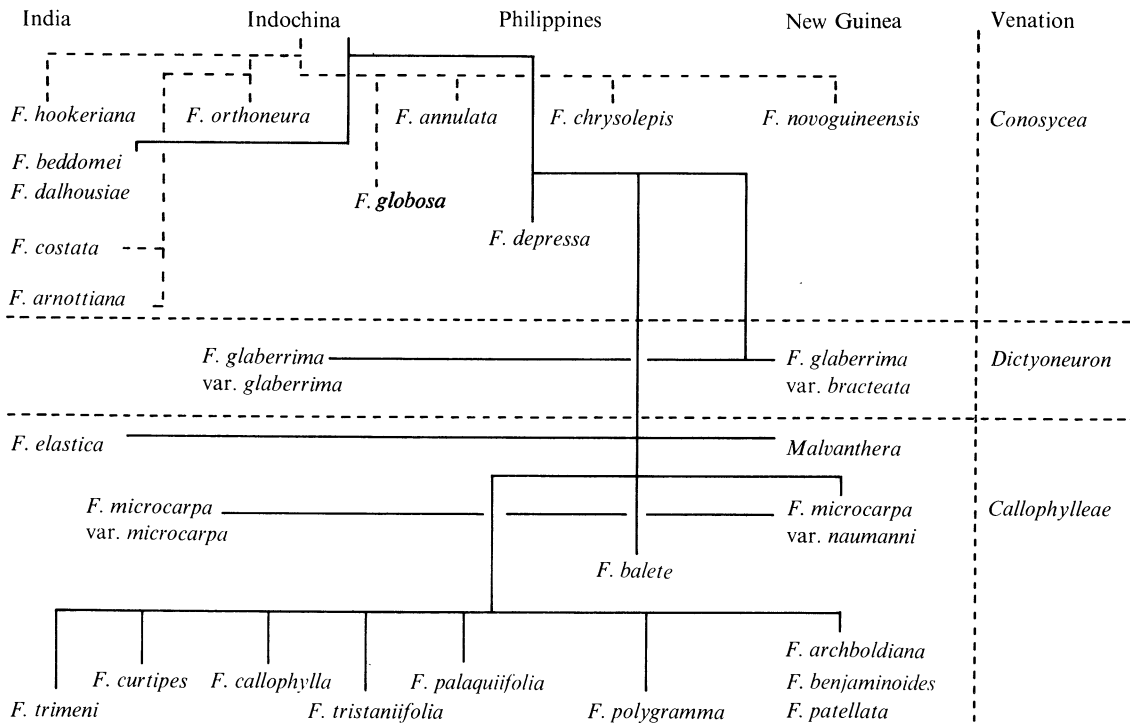 India Indochina Philippines New Guinea Venation
F. hookeriana F. orthoneura F. annulata F. chrysolepis F. novoguineensis Conosycea
F. beddomei
F. dalhousiae F. globosa
F. costata F. depressa
F. arnottiana
F. glaberrima F. glaberrima Dictyoneuron
var. glaberrima var. bracteata
F. elastica Malvanthera
F. microcarpa F. microcarpa Callophylleae
var. microcarpa var. naumanni
F. balete
F. archboldiana
F. curtipes F. callophylla F. palaquiifolia F. benjaminoides
F. trimeni F. tristaniifolia F. polygramma F. patellata